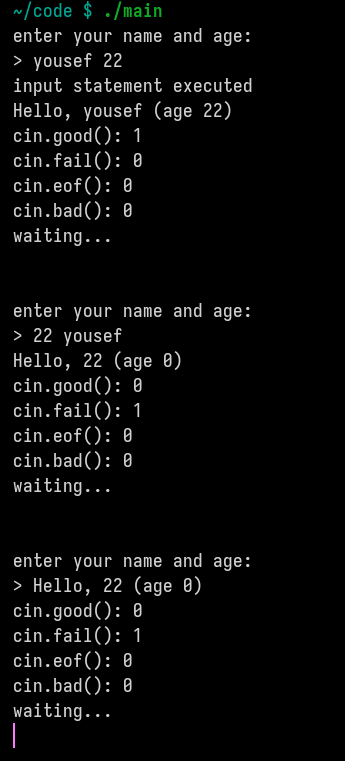 ~/code $ ./main
enter your name and age:
> yousef 22
input statement executed
Hello, yousef (age 22)
cin.good(): 1
cin.fail(): 0
cin.eof(): 0
cin.bad(): 0
waiting...
enter your name and age:
> 22 yousef
Hello, 22 (age 0)
cin.good(): 0
cin.fail(): 1
cin.eof(): 0
cin.bad(): 0
waiting...
enter your name and age:
> Hello, 22 (age 0)
cin.good(): 0
cin.fail(): 1
cin.eof(): 0
cin.bad(): 0
waiting...